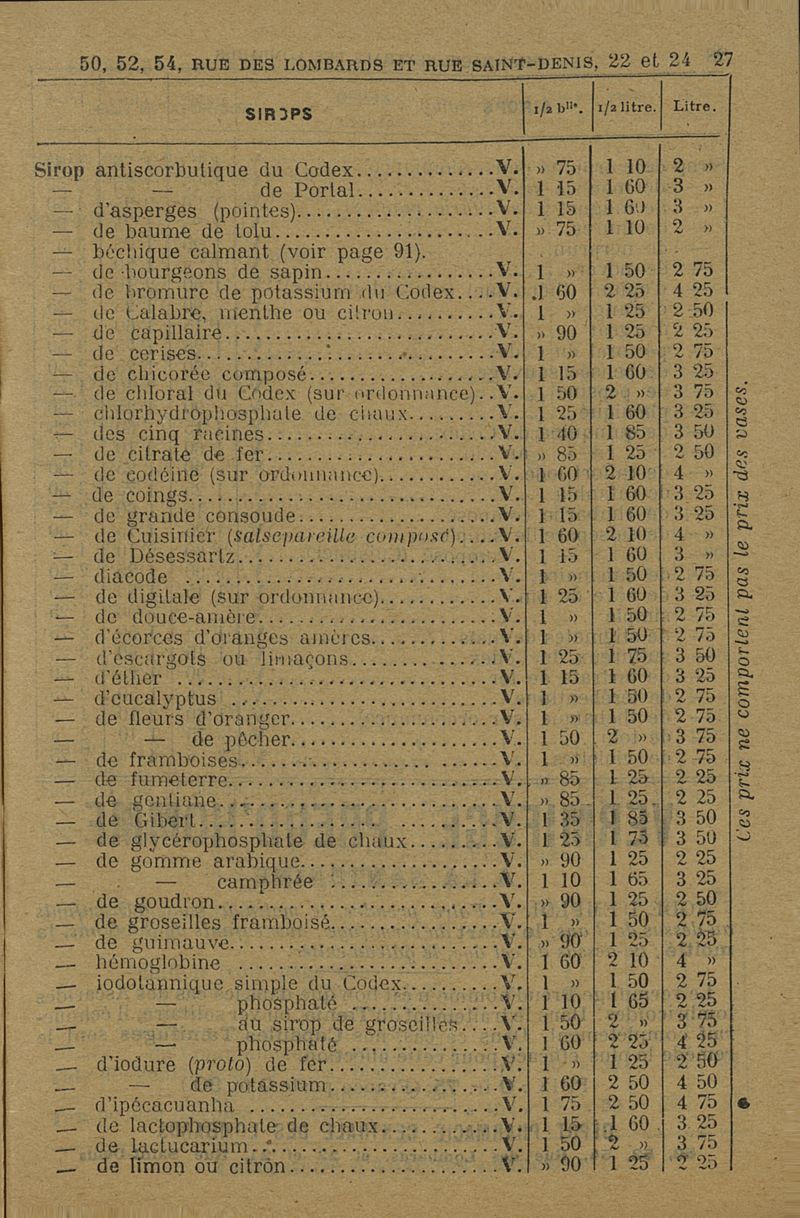 50, 52, 54, RUE DES LOMBARDS ET RUE SAINT-DENIS, 22 et 24 27
SIROPS 1/2 blle. 1/2 litre. Litre.
Sirop antiscorbutique du Codex..............V. » 75 1 10 2 »
— — de Portal..............V. 1 15 1 60 3 »
— d'asperges (pointes)....................V. 1 15 1 60 3 »
— de baume de tolu......................V. » 75 1 10 2 »
— béchique calmant (voir page 91).
— de bourgeons de sapin.................V. 1 » 1 50 2 75
— de bromure de potassium du Codex....V. 1 60 2 25 4 25
— de Calabre, menthe ou citron..........V. 1 » 1 25 2 50
— de capillaire...........................V. » 90 1 25 2 25
— de cerises..............................V. 1 » 1 50 2 75
— de chicorée composé...................V. 1 15 1 60 3 25
— de chloral du Codex (sur ordonnance)..V. 1 50 2 » 3 75
— chlorhydrophosphate de chaux.........V. 1 25 1 60 3 25
— des cinq racines.......................V. 1 40 1 85 3 50
— de citrate de fer.......................V. » 85 1 25 2 50
— de codéine (sur ordonnance)............V. 1 60 2 10 4 »
— de coings...............................V. 1 15 1 60 3 25
— de grande consoude....................V. 1 15 1 60 3 25
— de Cuisinier (salsepareille composé)....V. 1 60 2 10 4 »
— de Désessartz..........................V. 1 15 1 60 3 »
— diacode ...............................V. 1 » 1 50 2 75
— de digitale (sur ordonnance)............V. 1 25 1 60 3 25
— de douce-amère........................V. 1 » 1 50 2 75
— d'écorces d'oranges amères.............V. 1 » 1 50 2 75
— d'escargots ou limaçons...............V. 1 25 1 75 3 50
— d'éther ................................V. 1 15 1 60 3 25
— d'eucalyptus ..........................V. 1 » 1 50 2 75
— de fleurs d'oranger.....................V. 1 » 1 50 2 75
— — de pêcher.....................V. 1 50 2 » 3 75
— de framboises..........................V. 1 » 1 50 2 75
— de fumeterre...........................V. » 85 1 25 2 25
— de gentiane............................V. » 85 1 25 2 25
— de Gibert..............................V. 1 35 1 85 3 50
— de glycérophosphate de chaux.........V. 1 25 1 75 3 50
— de gomme arabique....................V. » 90 1 25 2 25
— — camphrée .................V. 1 10 1 65 3 25
— de goudron............................V. » 90 1 25 2 50
— de groseilles framboisé.................V. 1 » 1 50 2 75
— de guimauve...........................V. » 90 1 25 2 25
— hémoglobine ..........................V. 1 60 2 10 4 »
— iodotannique simple du Codex..........V. 1 » 1 50 2 75
— — phosphaté ...............V. 1 10 1 65 2 25
— — au sirop de groseilles....V. 1 50 2 » 3 75
— — phosphaté ...............V. 1 60 2 25 4 25
— d'iodure (proto) de fer.................V. 1 » 1 25 2 50
— — de potassium.................V. 1 60 2 50 4 50
— d'ipécacuanha .........................V. 1 75 2 50 4 75
— de lactophosphate de chaux............V. 1 15 1 60 3 25
— de lactucarium.........................V. 1 50 2 » 3 75
— de limon ou citron.....................V. » 90 1 25 2 25
Ces prix ne comportent pas le prix des vases.